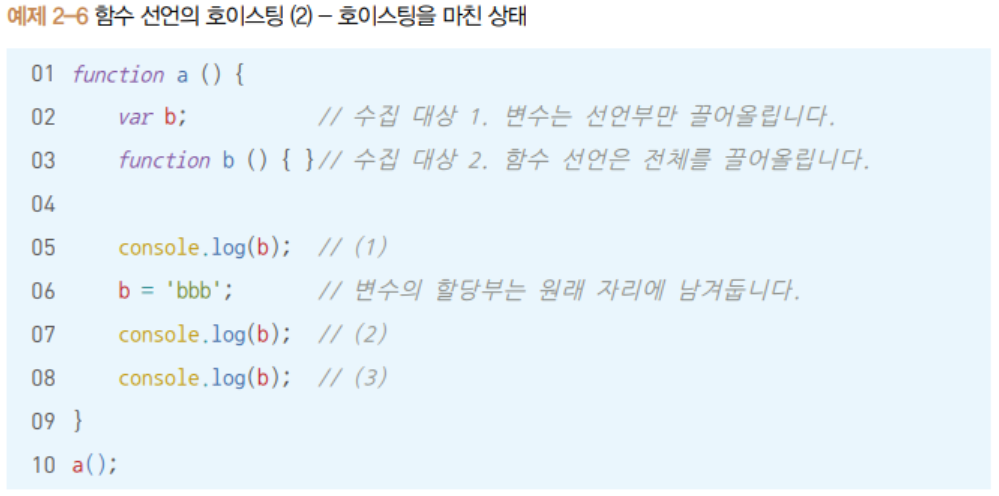 예제 2-6 함수 선언의 호이스팅 (2) – 호이스팅을 마친 상태
01 function a () {
02 var b; // 수집 대상 1. 변수는 선언부만 끌어올립니다.
03 function b () { }// 수집 대상 2. 함수 선언은 전체를 끌어올립니다.
04
05 console.log(b); // (1)
06 b = 'bbb'; // 변수의 할당부는 원래 자리에 남겨둡니다.
07 console.log(b); // (2)
08 console.log(b); // (3)
09 }
10 a();